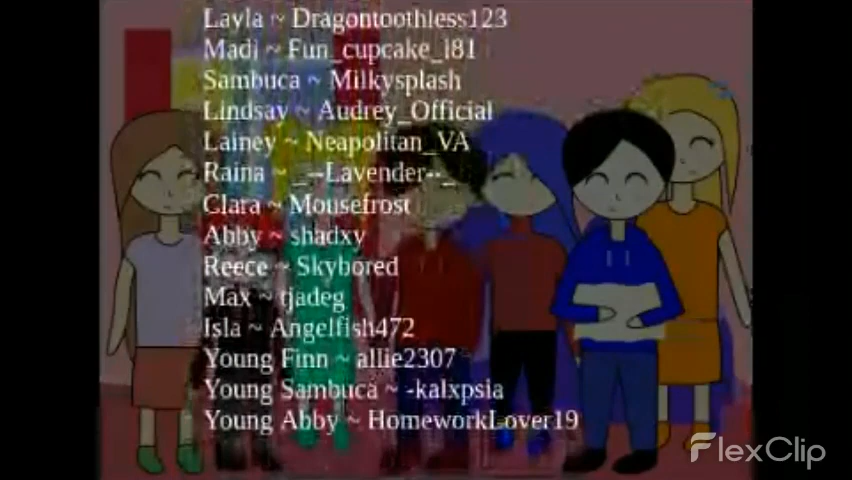 Layla ~ Dragontoothless123
Madi ~ Fun_cupcake_i81
Sambuca ~ Milkysplash
Lindsay ~ Audrey_Official
Lainey ~ Neapolitan_VA
Raina ~ _--Lavender--_
Clara ~ Mousefrost
Abby ~ shadxy
Reece ~ Skybored
Max ~ tjadeg
Isla ~ Angelfish472
Young Finn ~ allie2307
Young Sambuca ~ -kalxpsia
Young Abby ~ HomeworkLover19
FlexClip